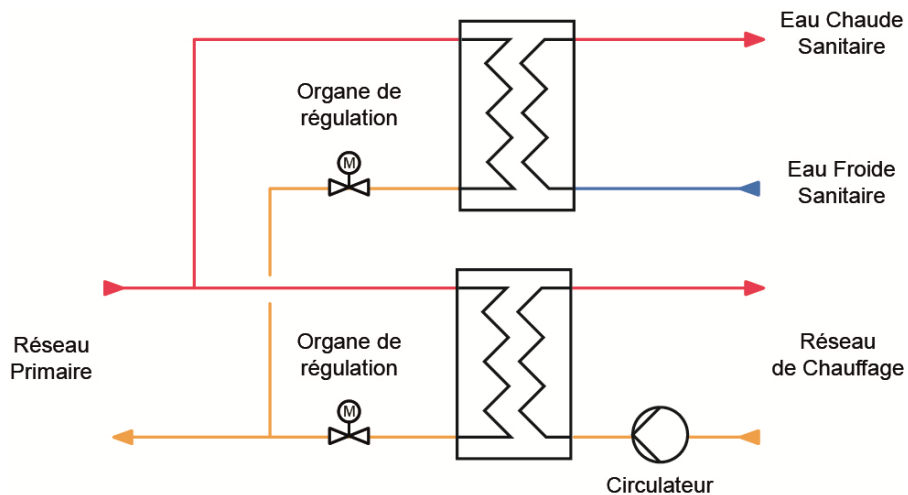 Eau Chaude
Sanitaire
Organe de
régulation
M
Eau Froide
Sanitaire
Réseau
Primaire
Organe de
régulation
M
Réseau
de Chauffage
Circulateur